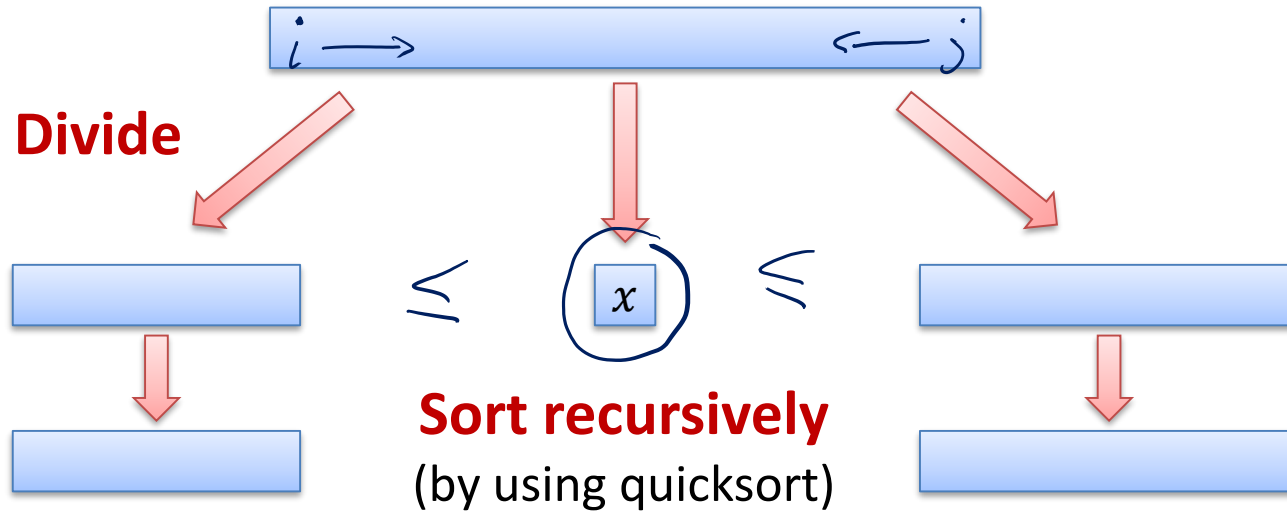 i → ← j
Divide
≤ x ≤
Sort recursively
(by using quicksort)